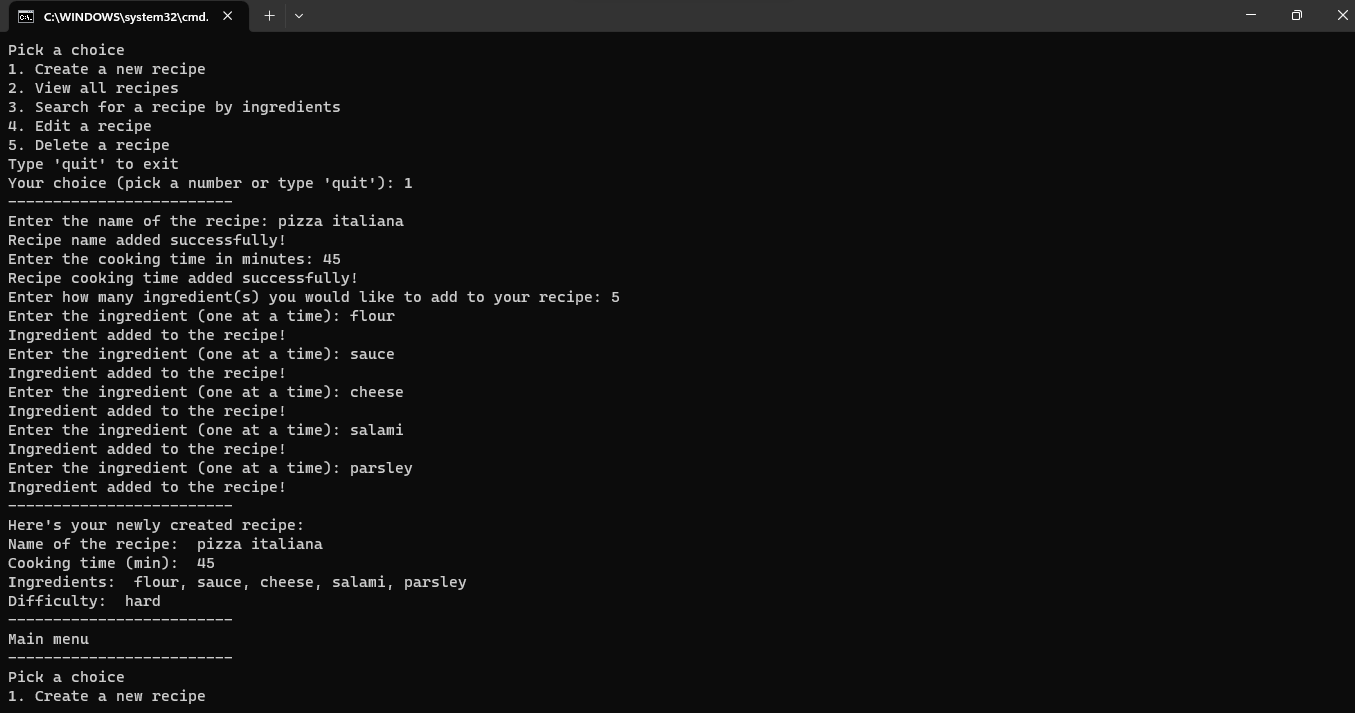 C:\WINDOWS\system32\cmd.
Pick a choice
1. Create a new recipe
2. View all recipes
3. Search for a recipe by ingredients
4. Edit a recipe
5. Delete a recipe
Type 'quit' to exit
Your choice (pick a number or type 'quit'): 1
-------------------------
Enter the name of the recipe: pizza italiana
Recipe name added successfully!
Enter the cooking time in minutes: 45
Recipe cooking time added successfully!
Enter how many ingredient(s) you would like to add to your recipe: 5
Enter the ingredient (one at a time): flour
Ingredient added to the recipe!
Enter the ingredient (one at a time): sauce
Ingredient added to the recipe!
Enter the ingredient (one at a time): cheese
Ingredient added to the recipe!
Enter the ingredient (one at a time): salami
Ingredient added to the recipe!
Enter the ingredient (one at a time): parsley
Ingredient added to the recipe!
-------------------------
Here's your newly created recipe:
Name of the recipe:  pizza italiana
Cooking time (min):  45
Ingredients:  flour, sauce, cheese, salami, parsley
Difficulty:  hard
-------------------------
Main menu
-------------------------
Pick a choice
1. Create a new recipe